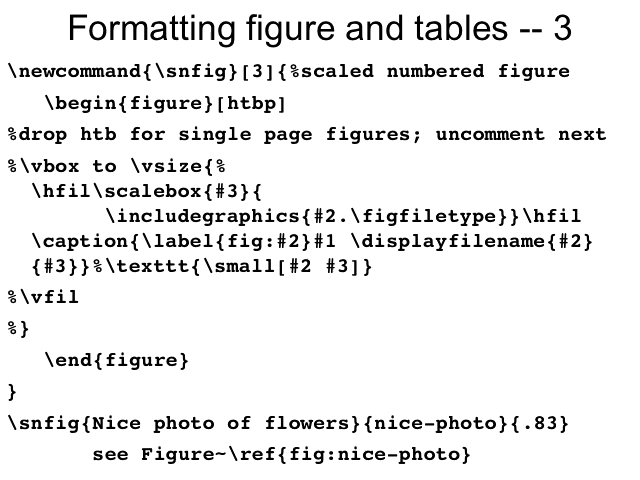 Formatting figure and tables -- 3
\newcommand{\snfig}[3]{%scaled numbered figure
\begin{figure}[htbp]
%drop htb for single page figures; uncomment next
%\vbox to \vsize{%
\hfil\scalebox{#3}{
\includegraphics{#2.\figfiletype}}\hfil
\caption{\label{fig:#2}#1 \displayfilename{#2}
{#3}}%\texttt{\small[#2 #3]}
%\vfil
%}
\end{figure}
}
\snfig{Nice photo of flowers}{nice-photo}{.83}
see Figure~\ref{fig:nice-photo}